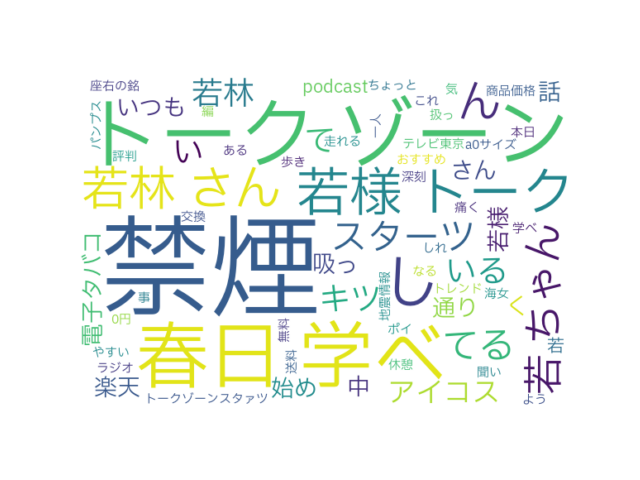 座右の銘
若林
podcast
ちょっと
気
商品価格
話
パンプス
いつも
編
トークゾーン
て
一人
これ
扱っ
ん
本日
走れる
テレビ東京
a0サイズ
評判
い
ある
歩き
おすすめ
さん
深刻
若林 さん
若様 トーク
痛く
交換
禁煙
スターツ
若様
学べ
しれ
若ちゃん
電子タバコ
吸っ
し
いる
なる
トレンド
海女
地震情報
キツ
通り
く
事
0円
春日 学べ
無料
ポイ
てる
若
やすい
送料
休憩
聞い
ラジオ
楽天
始め
中
アイコス
トークゾーンスタァツ
よう